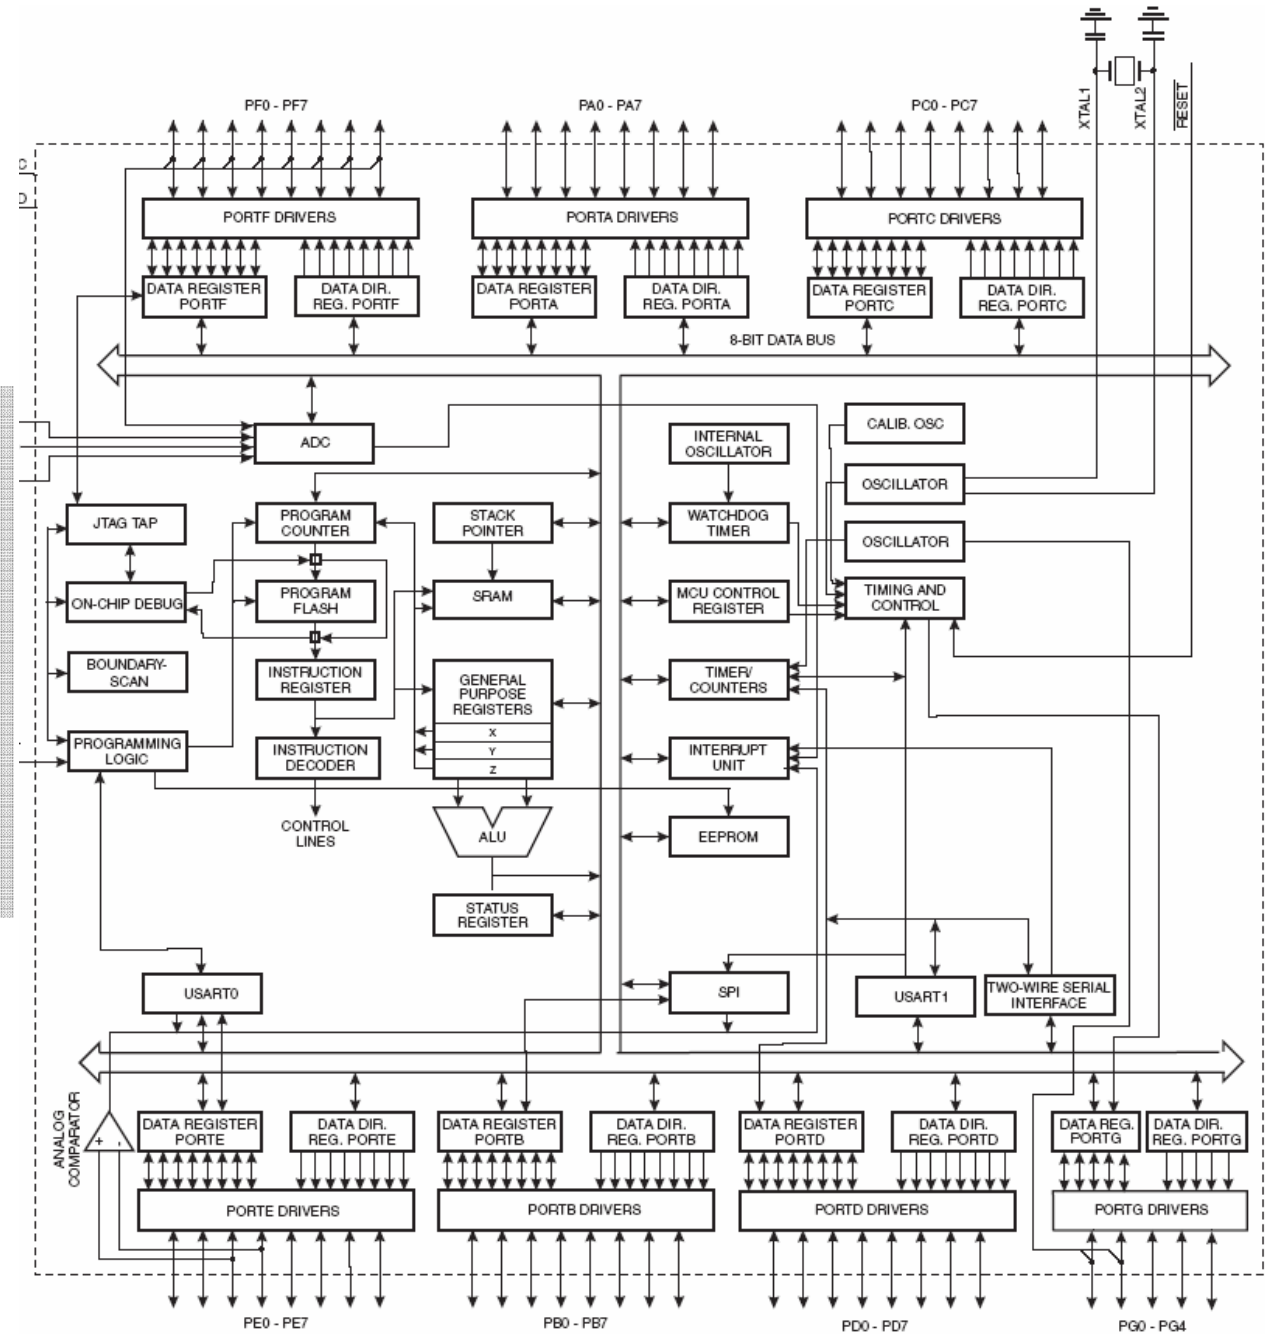 XTAL1
XTAL2
RESET
PF0 - PF7
PA0 - PA7
PC0 - PC7
PORTF DRIVERS
PORTA DRIVERS
PORTC DRIVERS
DATA REGISTER
PORTF
DATA DIR.
REG. PORTF
DATA REGISTER
PORTA
DATA DIR.
REG. PORTA
DATA REGISTER
PORTC
DATA DIR.
REG. PORTC
8-BIT DATA BUS
ADC
INTERNAL
OSCILLATOR
CALIB. OSC
OSCILLATOR
JTAG TAP
PROGRAM
COUNTER
STACK
POINTER
WATCHDOG
TIMER
OSCILLATOR
ON-CHIP DEBUG
PROGRAM
FLASH
SRAM
MCU CONTROL
REGISTER
TIMING AND
CONTROL
BOUNDARY-
SCAN
INSTRUCTION
REGISTER
GENERAL
PURPOSE
REGISTERS
X
Y
Z
TIMER/
COUNTERS
PROGRAMMING
LOGIC
INSTRUCTION
DECODER
INTERRUPT
UNIT
CONTROL
LINES
ALU
EEPROM
STATUS
REGISTER
USART0
SPI
USART1
TWO-WIRE SERIAL
INTERFACE
ANALOG
COMPARATOR
+
-
DATA REGISTER
PORTE
DATA DIR.
REG. PORTE
DATA REGISTER
PORTB
DATA DIR.
REG. PORTB
DATA REGISTER
PORTD
DATA DIR.
REG. PORTD
DATA REG.
PORTG
DATA DIR.
REG. PORTG
PORTE DRIVERS
PORTB DRIVERS
PORTD DRIVERS
PORTG DRIVERS
PE0 - PE7
PB0 - PB7
PD0 - PD7
PG0 - PG4